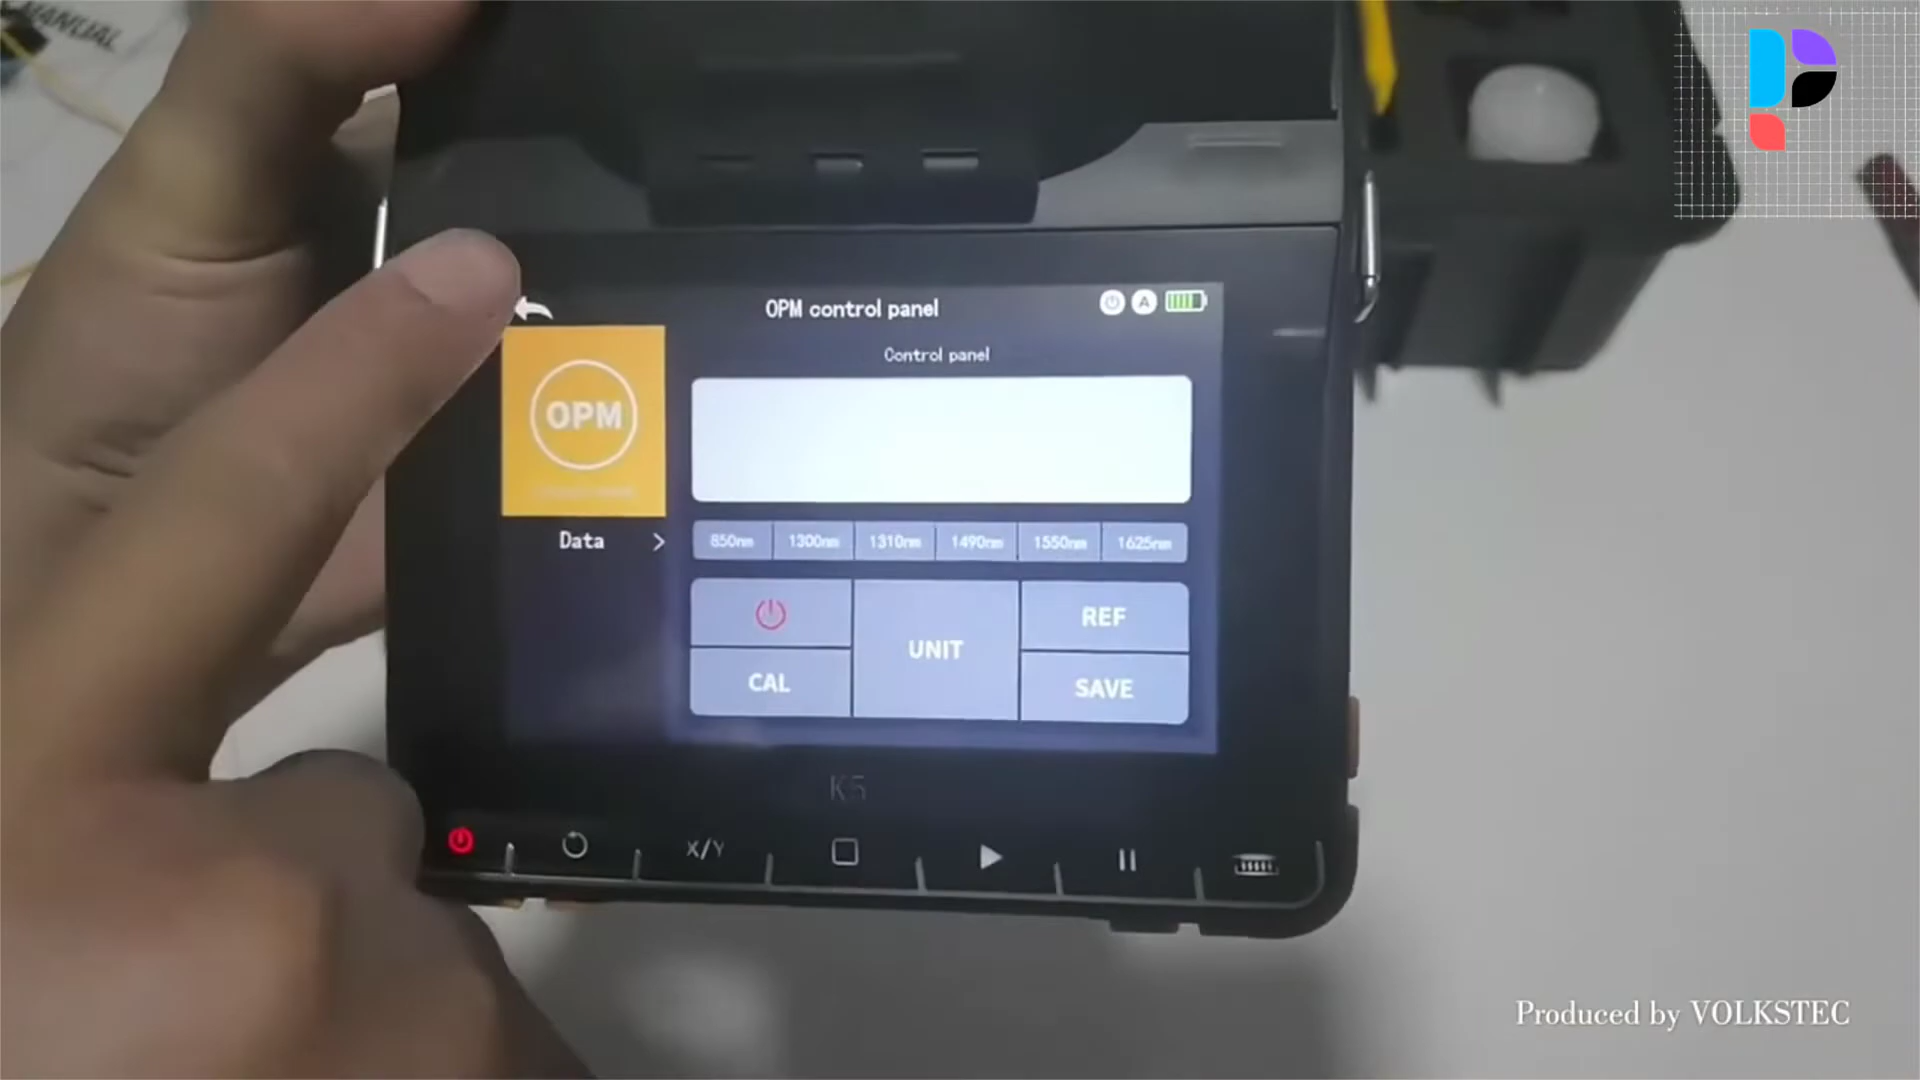 MANUAL
OPM control panel
A
Control panel
OPM
Data >
850nm 1300nm 1310nm 1490nm 1550nm 1625nm
UNIT
REF
CAL
SAVE
K5
X/Y
Produced by VOLKSTEC